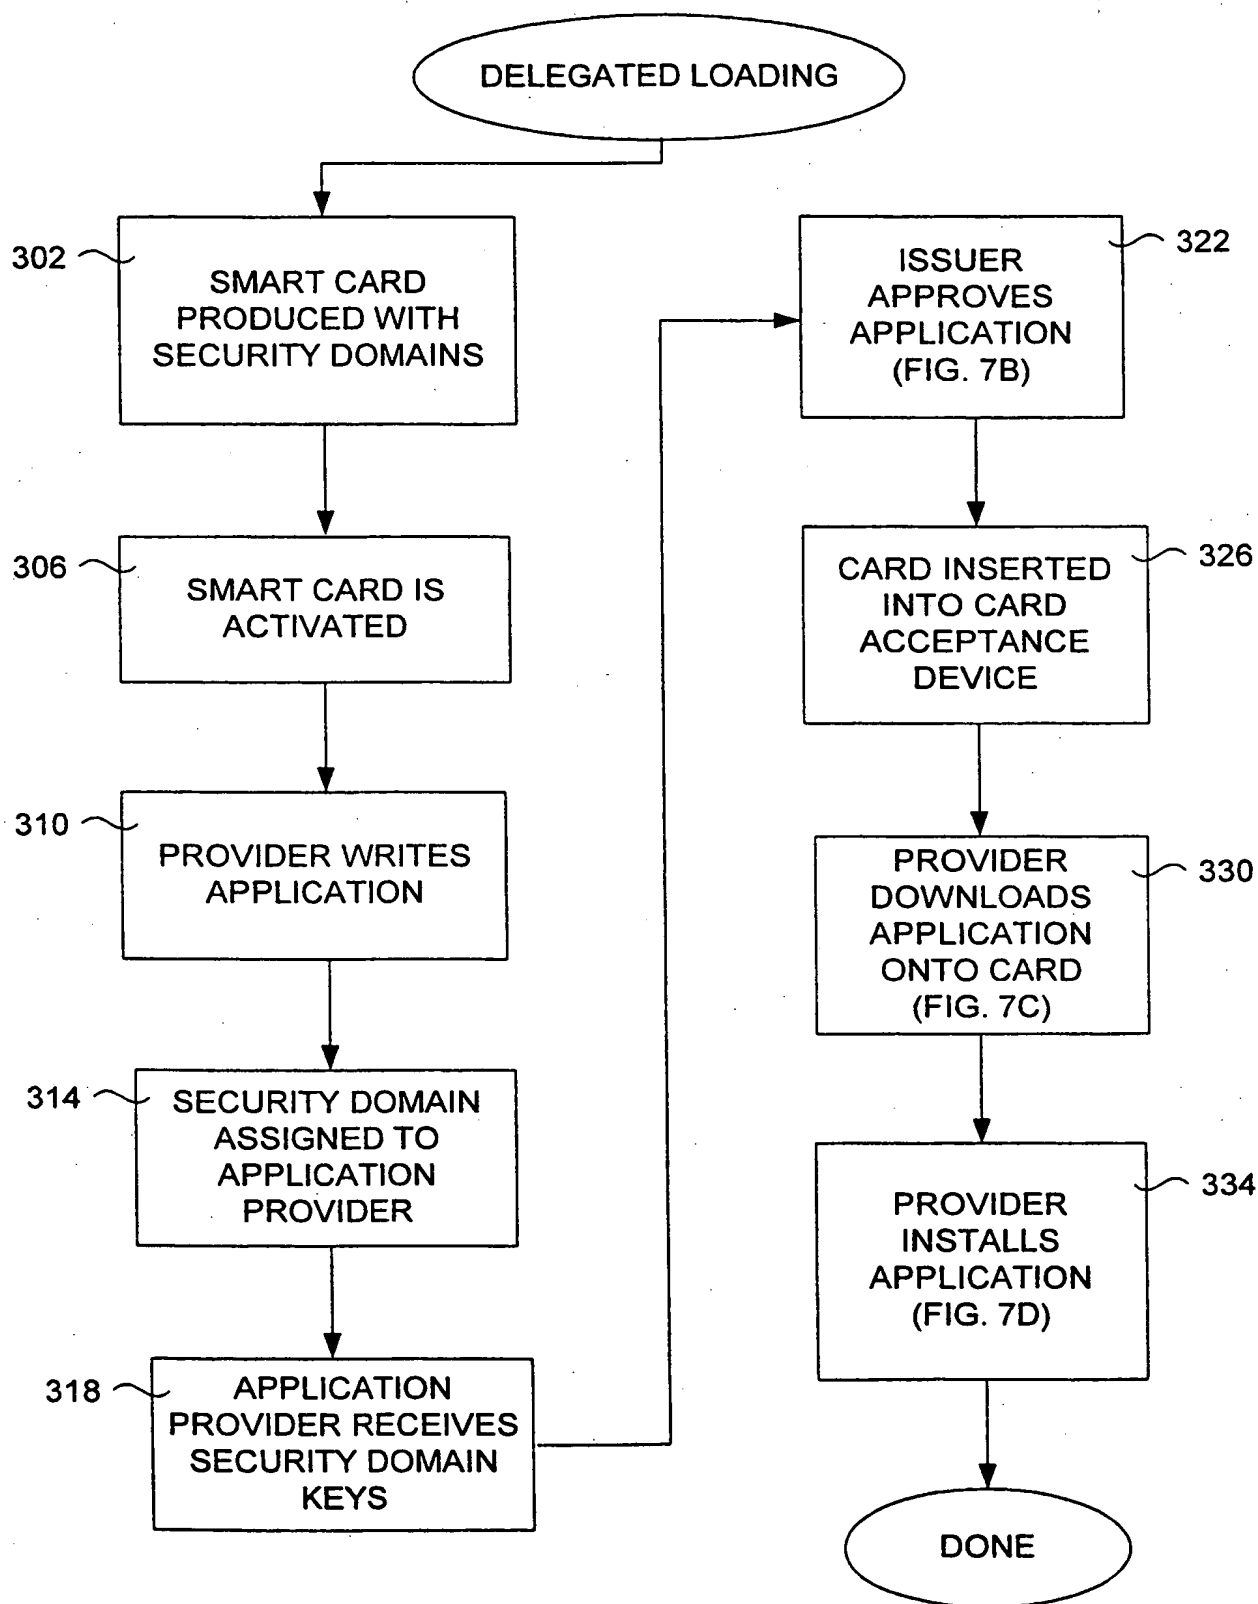 DELEGATED LOADING
302
SMART CARD
PRODUCED WITH
SECURITY DOMAINS
306
SMART CARD IS
ACTIVATED
310
PROVIDER WRITES
APPLICATION
314
SECURITY DOMAIN
ASSIGNED TO
APPLICATION
PROVIDER
318
APPLICATION
PROVIDER RECEIVES
SECURITY DOMAIN
KEYS
322
ISSUER
APPROVES
APPLICATION
(FIG. 7B)
326
CARD INSERTED
INTO CARD
ACCEPTANCE
DEVICE
330
PROVIDER
DOWNLOADS
APPLICATION
ONTO CARD
(FIG. 7C)
334
PROVIDER
INSTALLS
APPLICATION
(FIG. 7D)
DONE